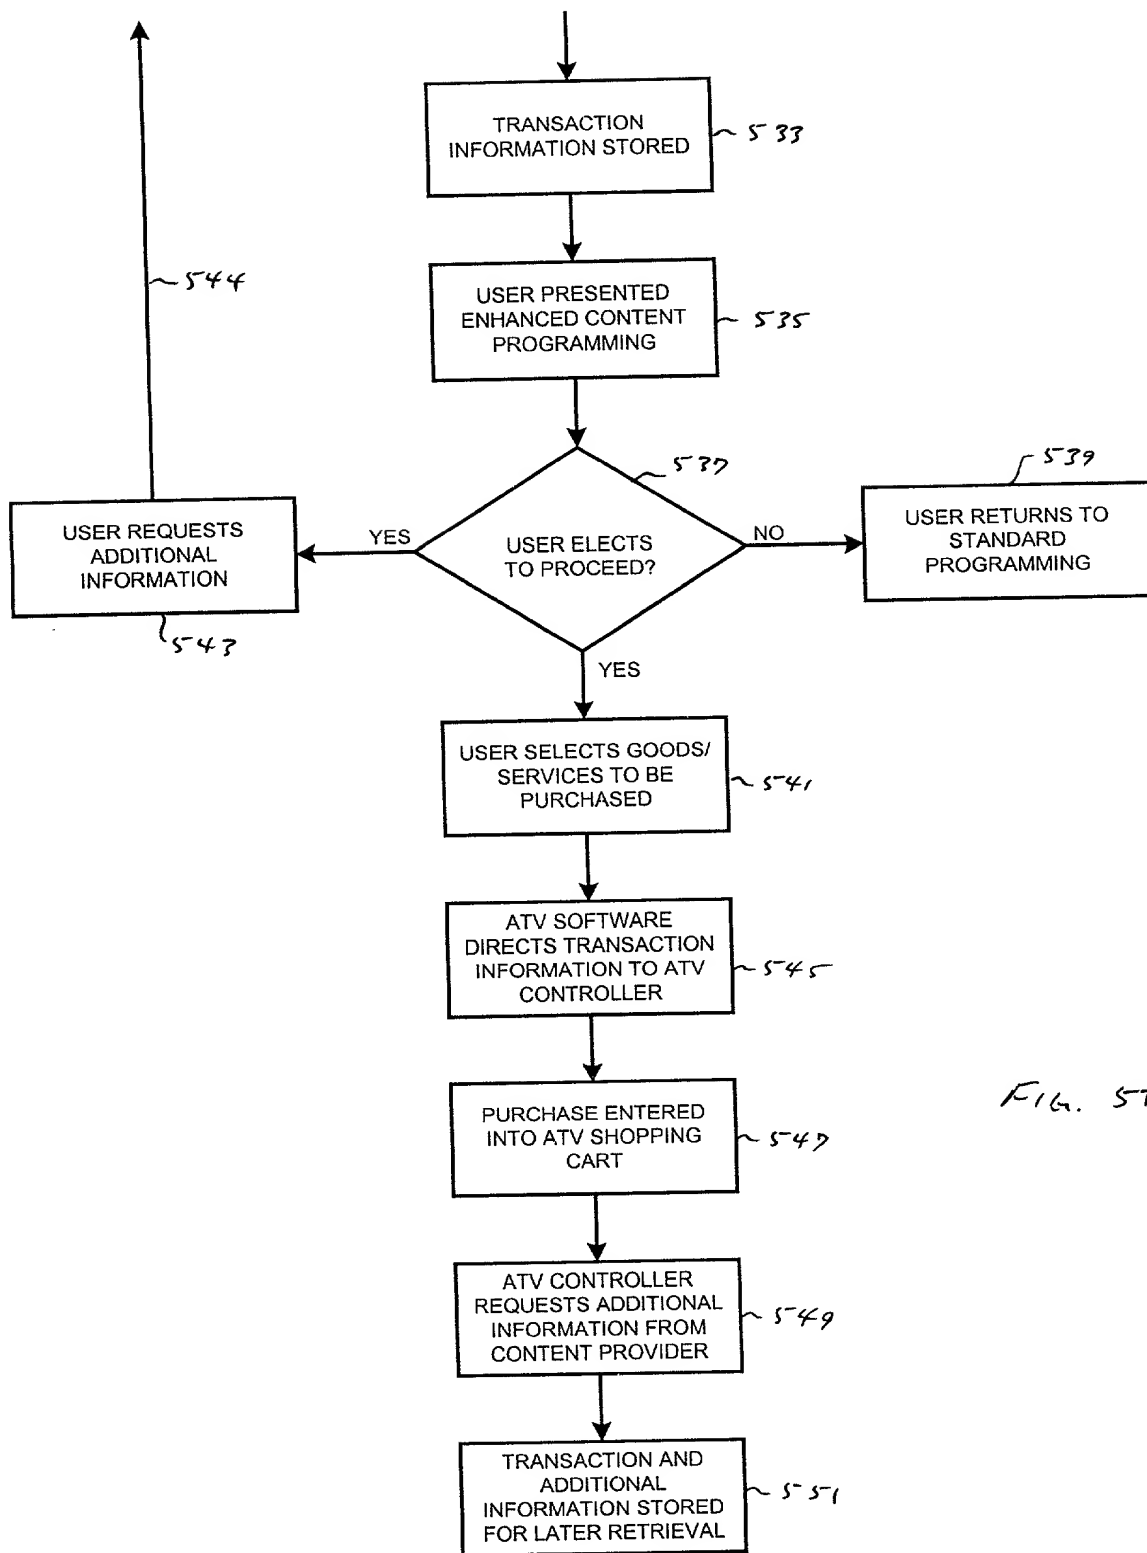 TRANSACTION
INFORMATION STORED
533
544
USER PRESENTED
ENHANCED CONTENT
PROGRAMMING
535
537
539
USER REQUESTS
ADDITIONAL
INFORMATION
543
YES
USER ELECTS
TO PROCEED?
NO
USER RETURNS TO
STANDARD
PROGRAMMING
YES
USER SELECTS GOODS/
SERVICES TO BE
PURCHASED
541
ATV SOFTWARE
DIRECTS TRANSACTION
INFORMATION TO ATV
CONTROLLER
545
PURCHASE ENTERED
INTO ATV SHOPPING
CART
547
FIG.
ATV CONTROLLER
REQUESTS ADDITIONAL
INFORMATION FROM
CONTENT PROVIDER
549
TRANSACTION AND
ADDITIONAL
INFORMATION STORED
FOR LATER RETRIEVAL
551